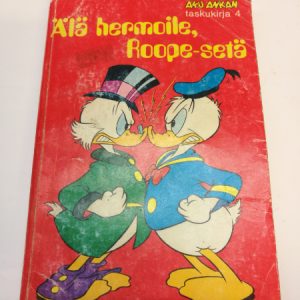 AKU ANKAN
taskukirja 4
Älä hermoile,
Roope-setä